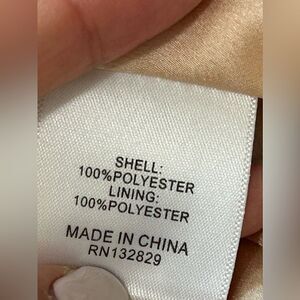 SHELL:
100%POLYESTER
LINING:
100%POLYESTER
MADE IN CHINA
RN132829